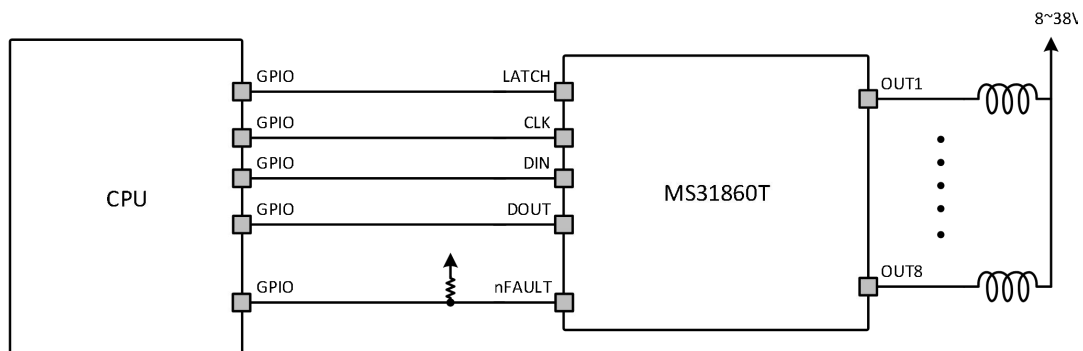 8~38V
GPIO LATCH OUT1
GPIO CLK
GPIO DIN
CPU MS31860T
GPIO DOUT
OUT8
GPIO nFAULT